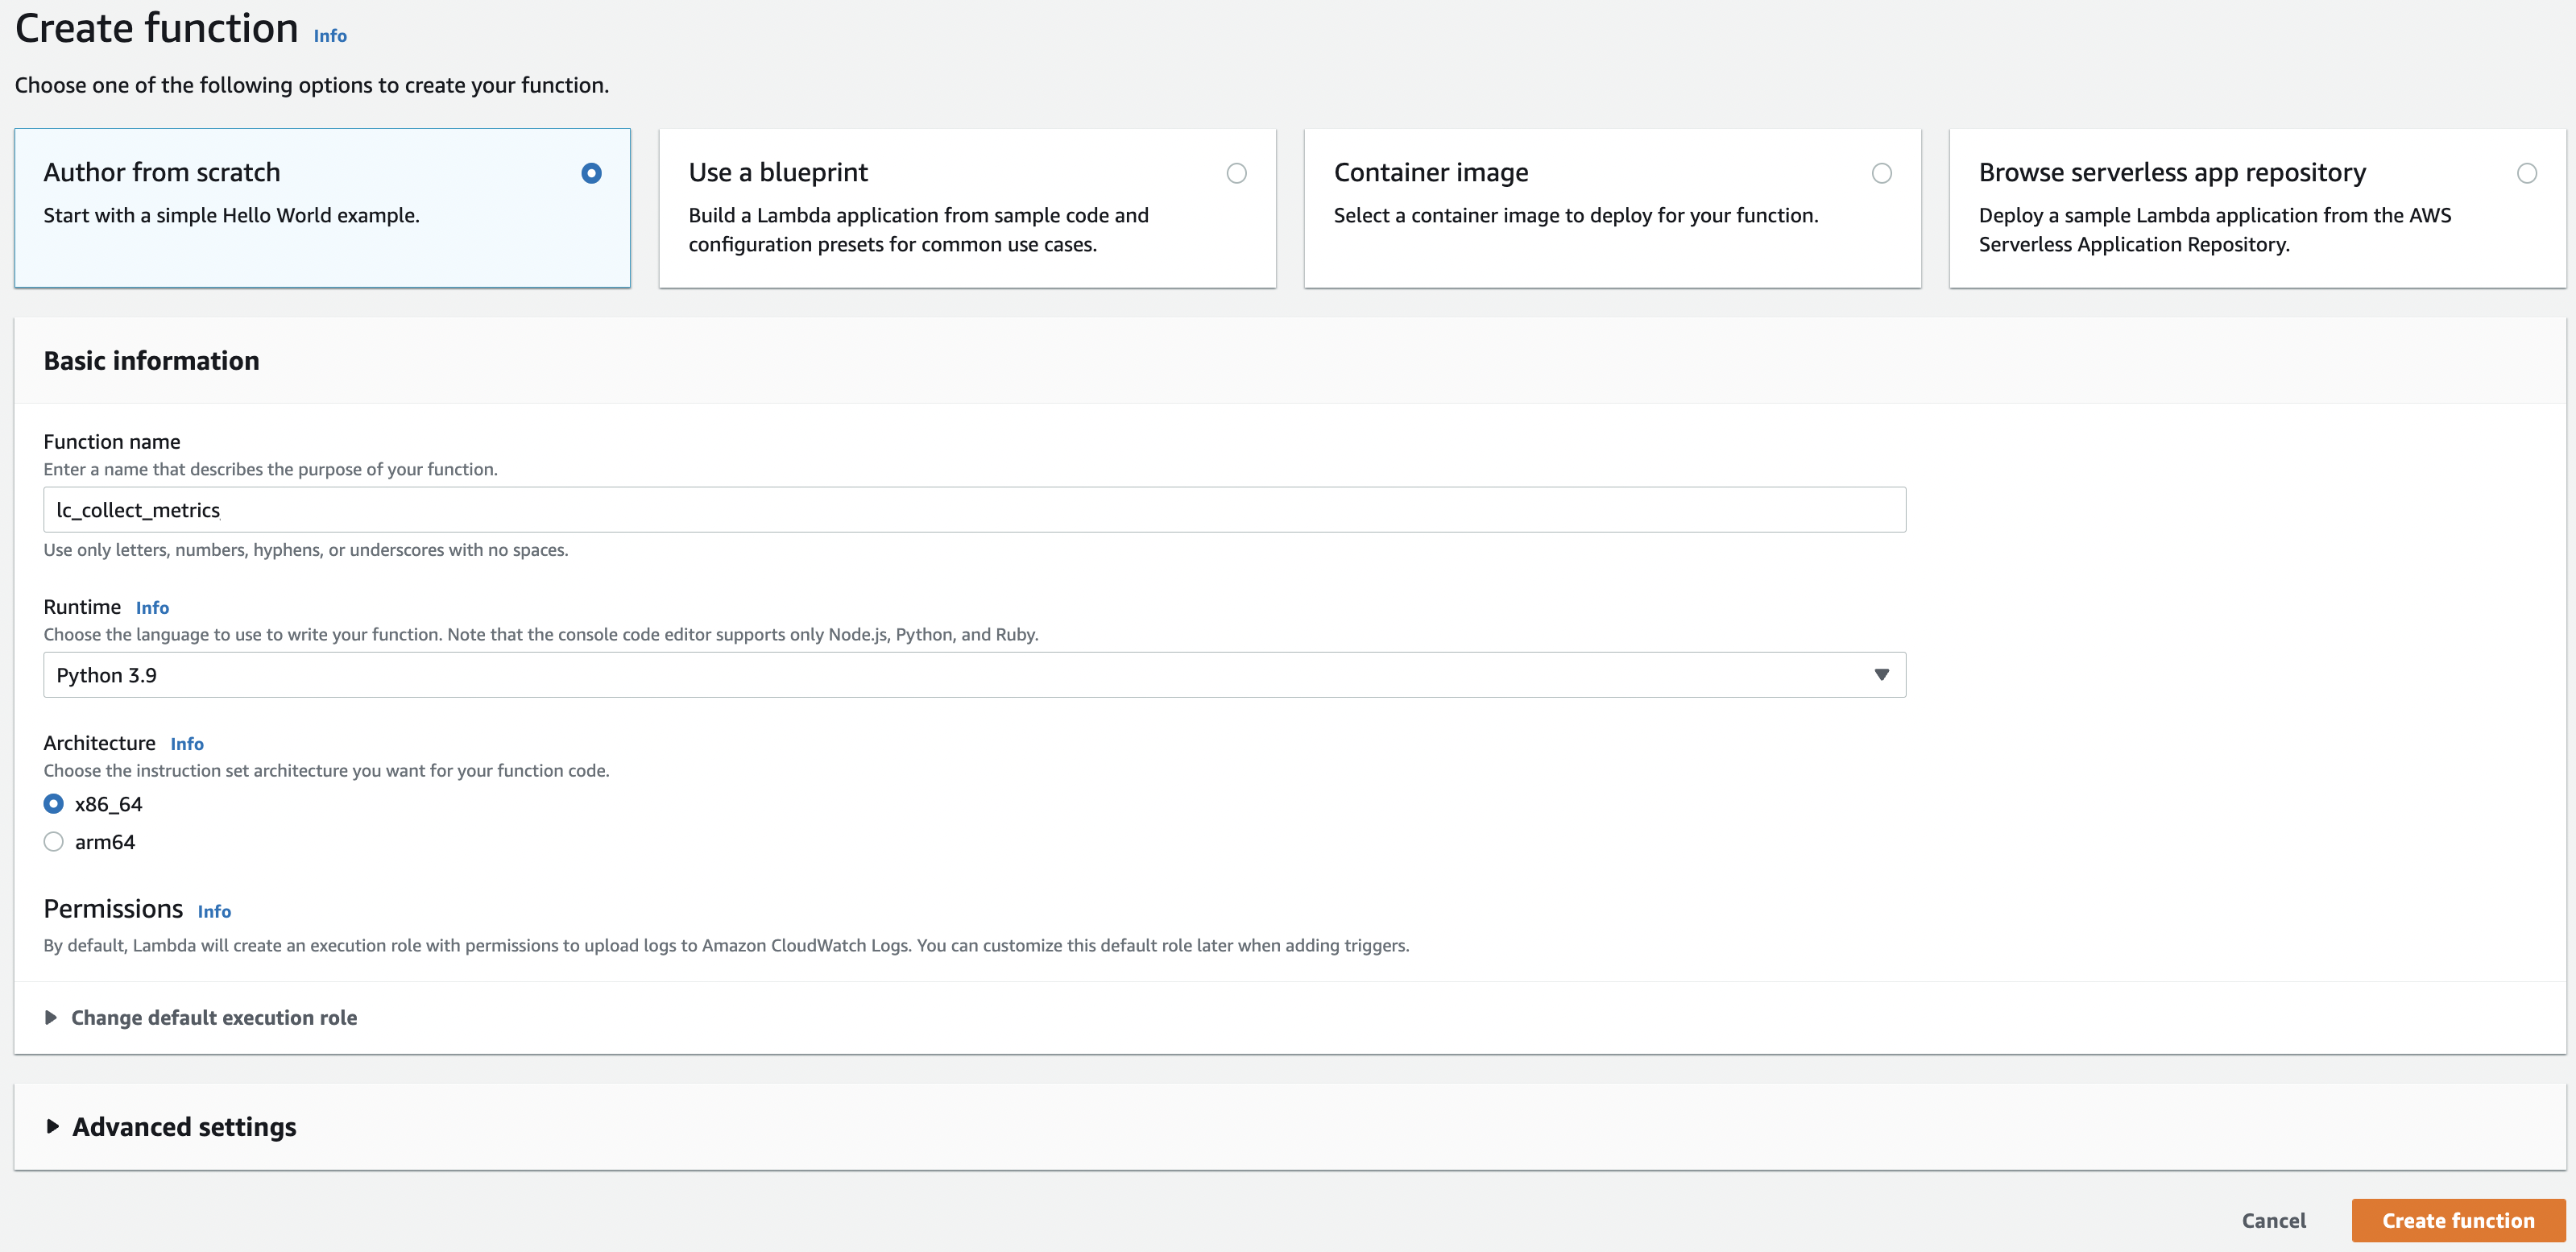 Create function Info
Choose one of the following options to create your function.
Author from scratch
Start with a simple Hello World example.
Use a blueprint
Build a Lambda application from sample code and
configuration presets for common use cases.
Container image
Select a container image to deploy for your function.
Browse serverless app repository
Deploy a sample Lambda application from the AWS
Serverless Application Repository.
Basic information
Function name
Enter a name that describes the purpose of your function.
lc_collect_metrics
Use only letters, numbers, hyphens, or underscores with no spaces.
Runtime Info
Choose the language to use to write your function. Note that the console code editor supports only Node.js, Python, and Ruby.
Python 3.9
Architecture Info
Choose the instruction set architecture you want for your function code.
x86_64
arm64
Permissions Info
By default, Lambda will create an execution role with permissions to upload logs to Amazon CloudWatch Logs. You can customize this default role later when adding triggers.
Change default execution role
Advanced settings
Cancel
Create function